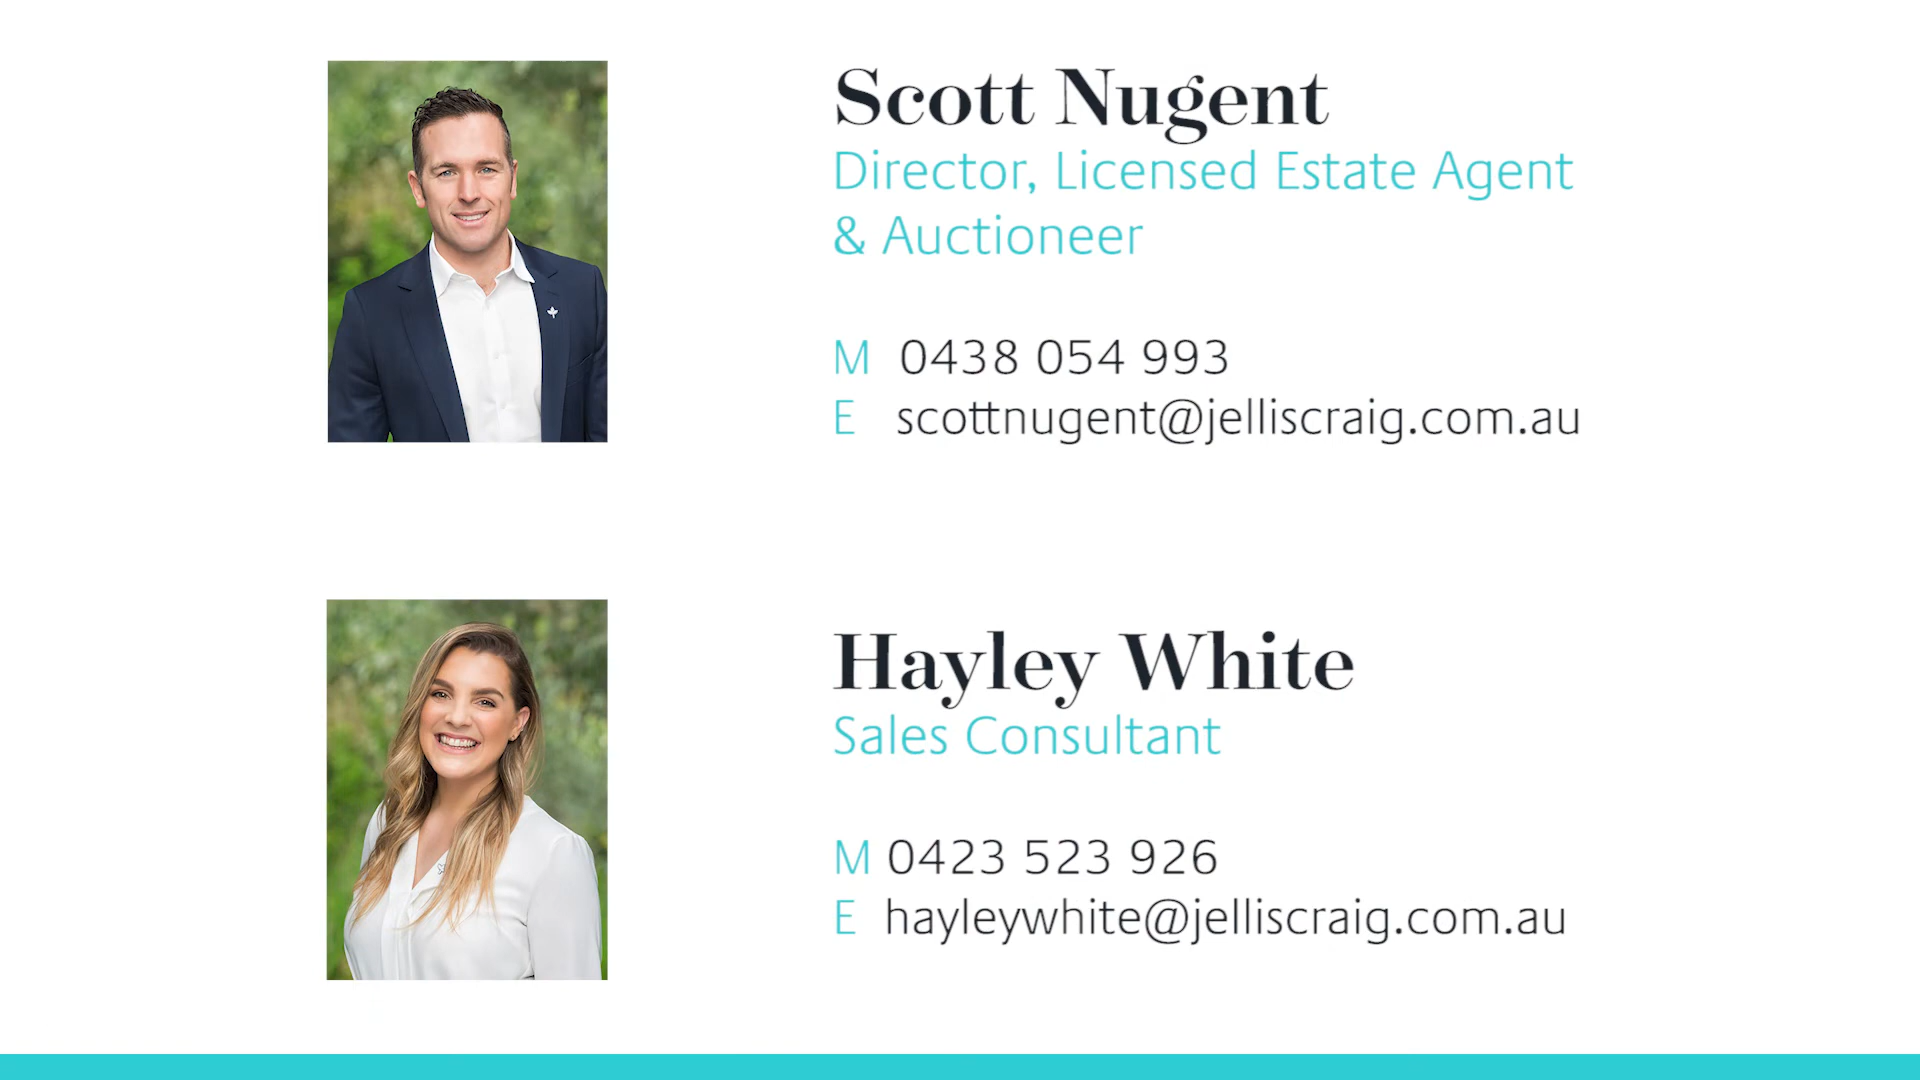 Scott Nugent
Director, Licensed Estate Agent
& Auctioneer
M 0438 054 993
E scottnugent@jelliscraig.com.au
Hayley White
Sales Consultant
M 0423 523 926
E hayleywhite@jelliscraig.com.au